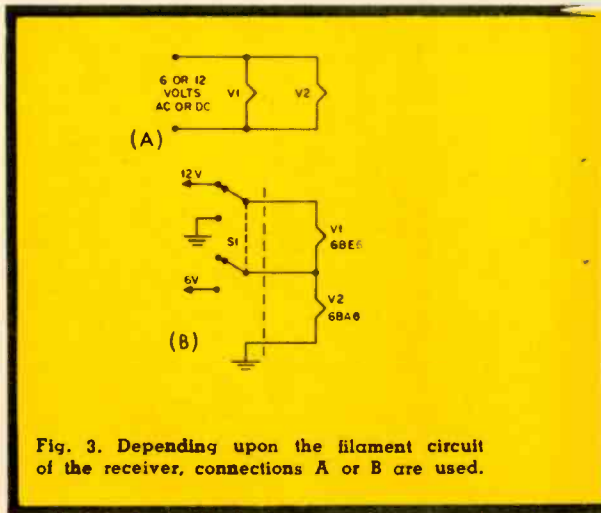 6 OR 12
VOLTS
AC OR DC
V1
V2
(A)
12V
S1
V1
6BE6
6V
V2
6BA6
(B)
Fig. 3. Depending upon the filament circuit
of the receiver, connections A or B are used.